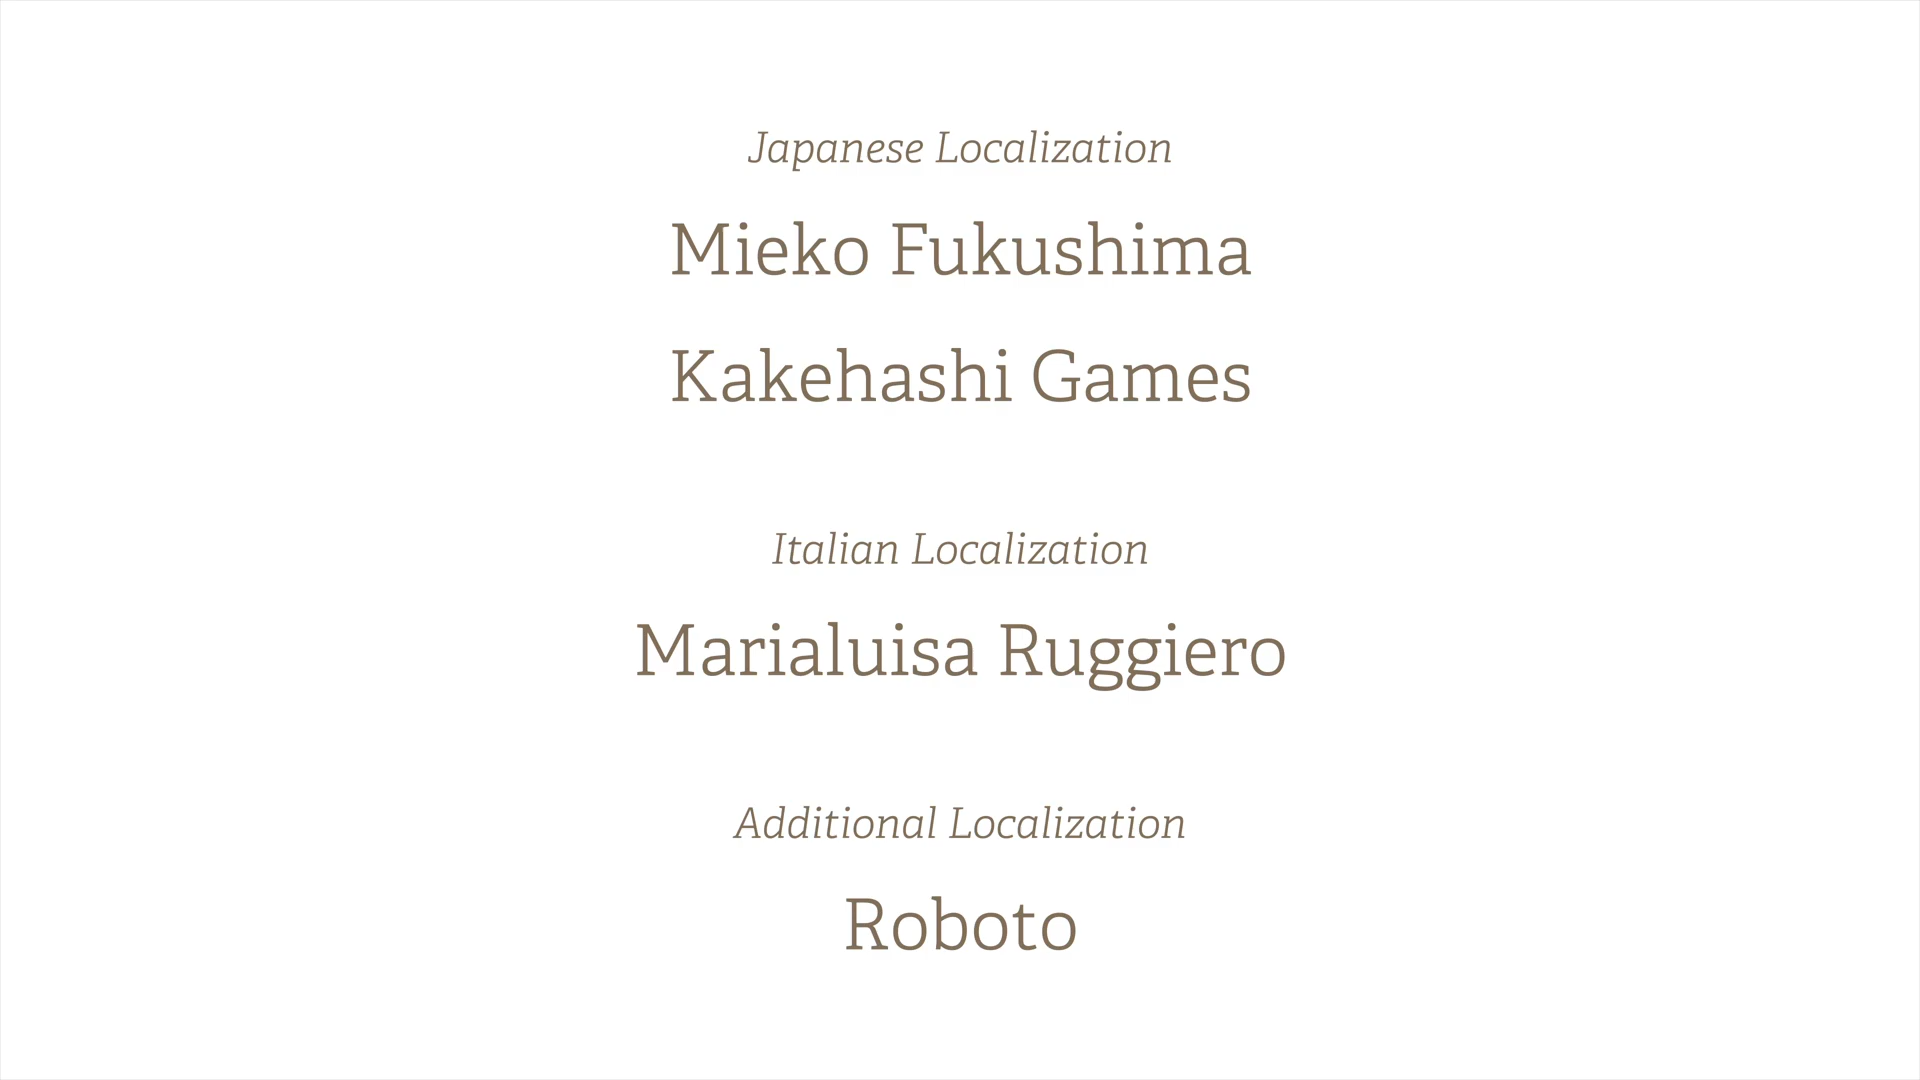 Japanese Localization
Mieko Fukushima
Kakehashi Games
Italian Localization
Marialuisa Ruggiero
Additional Localization
Roboto